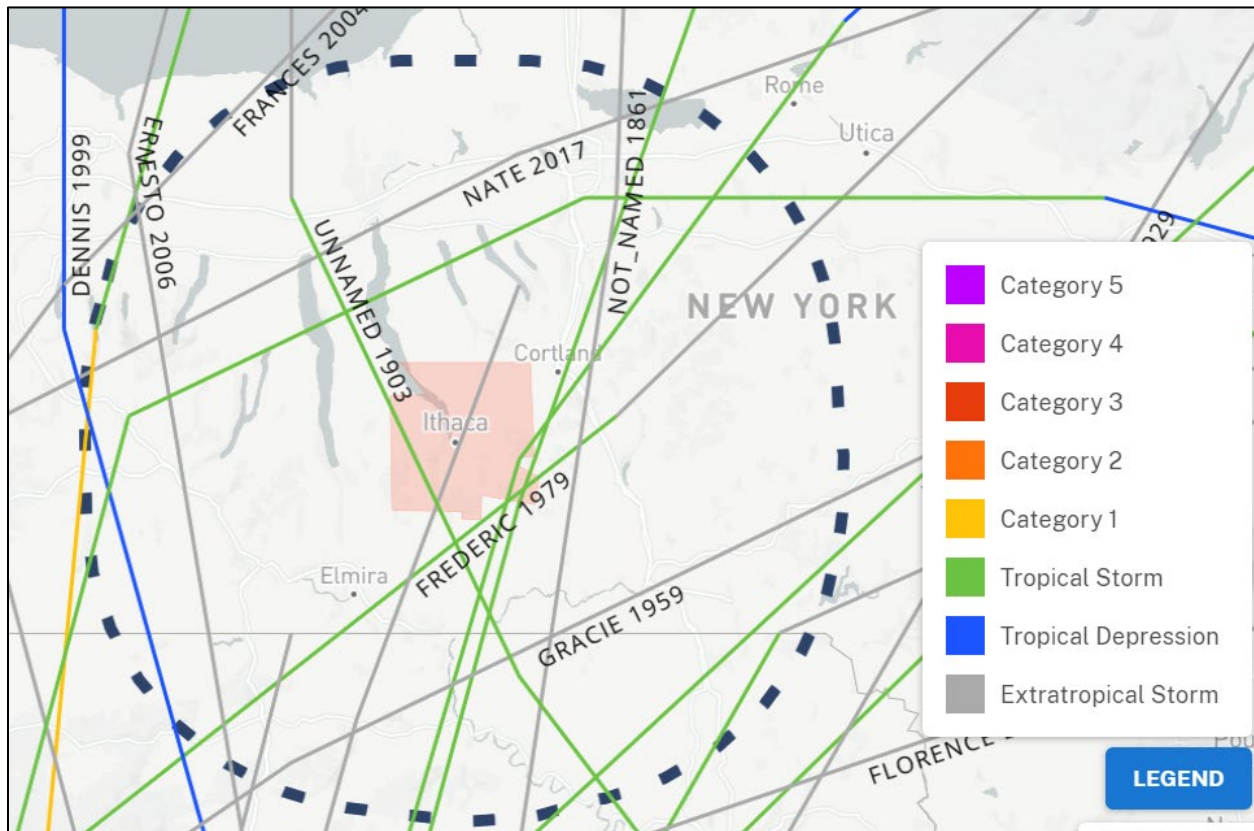 FRANCES 2004
Rome
Utica
DENNIS 1999
ERNESTO 2006
NATE 2017
NOT_NAMED 1861
UNNAMED 1903
NEW YORK
Cortland
Ithaca
FREDERIC 1979
Elmira
GRACIE 1959
FLORENCE
929
Category 5
Category 4
Category 3
Category 2
Category 1
Tropical Storm
Tropical Depression
Extratropical Storm
LEGEND